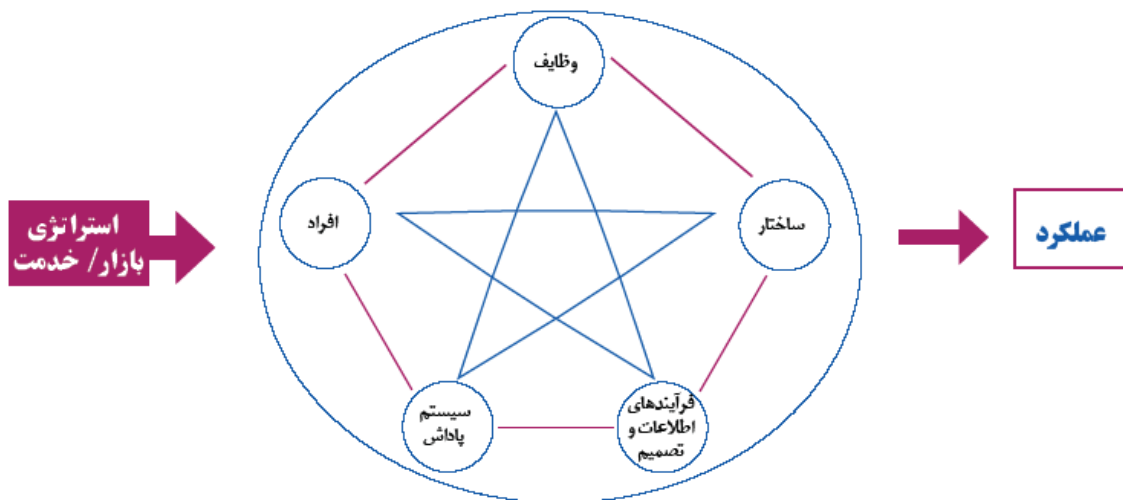 وظایف
افراد
ساختار
استراتژی
بازار/ خدمت
عملکرد
سیستم
پاداش
فرآیندهای
اطلاعات و
تصمیم